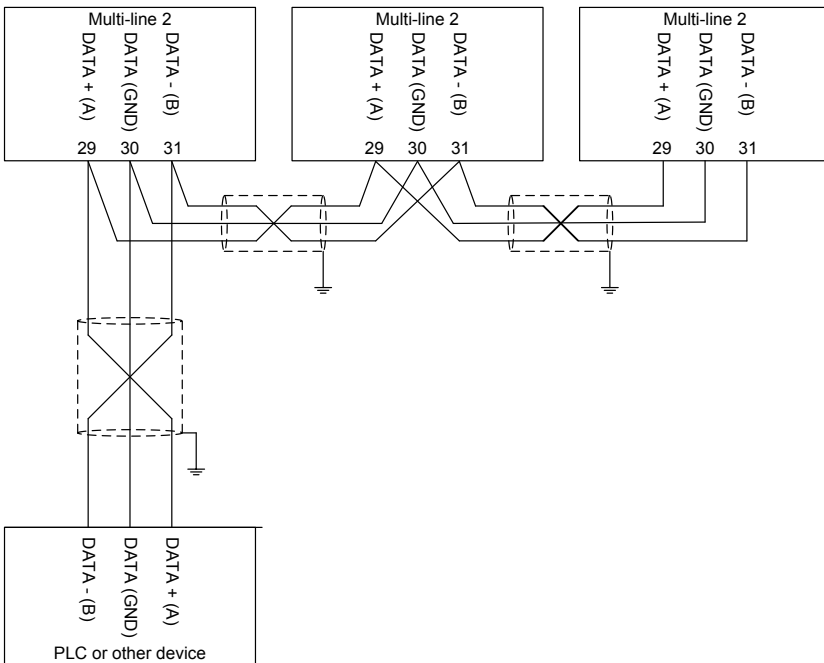 Multi-line 2
DATA + (A)
DATA (GND)
DATA - (B)
29 30 31
Multi-line 2
DATA + (A)
DATA (GND)
DATA - (B)
29 30 31
Multi-line 2
DATA + (A)
DATA (GND)
DATA - (B)
29 30 31
DATA - (B)
DATA (GND)
DATA + (A)
PLC or other device